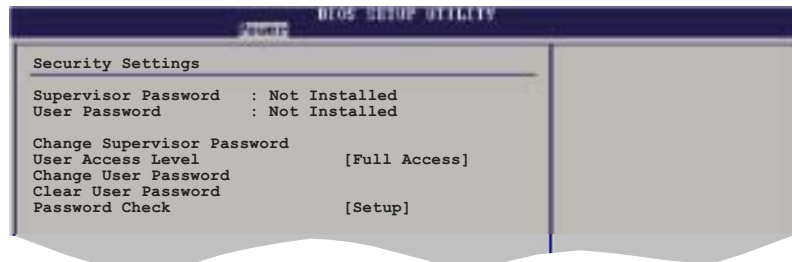 BIOS SETUP UTILITY
Power
Security Settings
Supervisor Password : Not Installed
User Password : Not Installed
Change Supervisor Password
User Access Level [Full Access]
Change User Password
Clear User Password
Password Check [Setup]